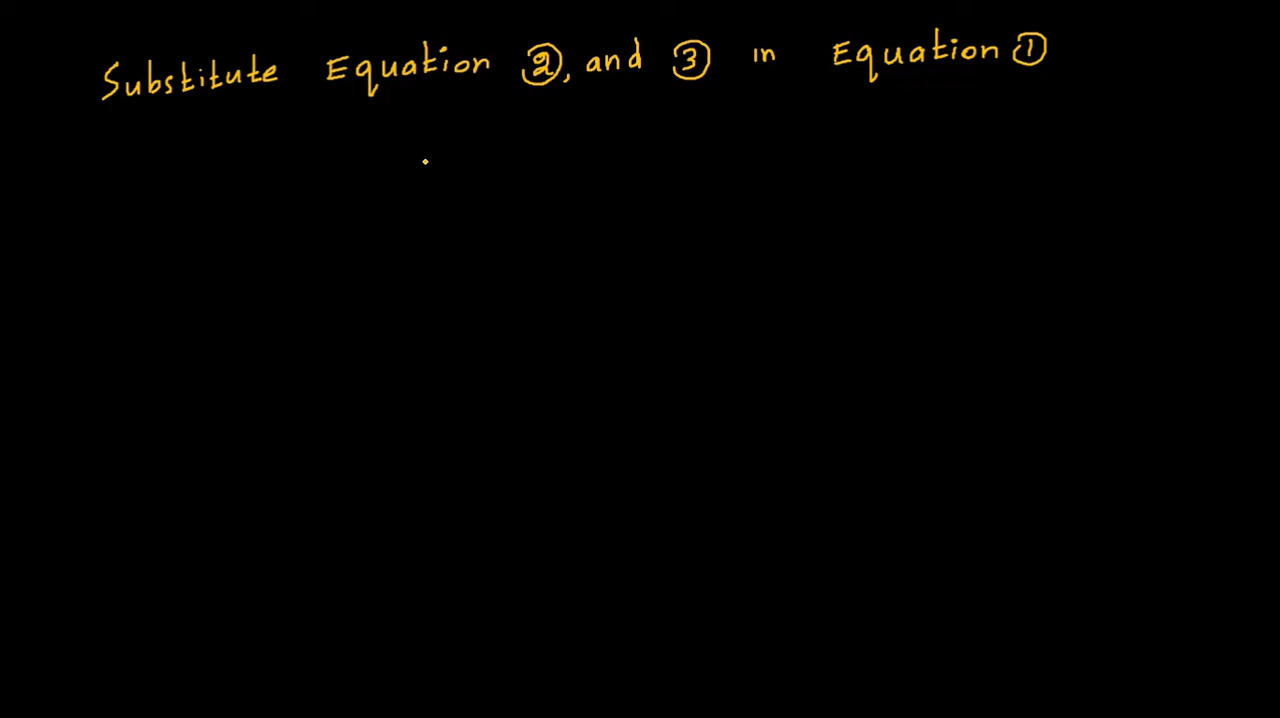 Substitute Equation ②, and ③ in Equation ①